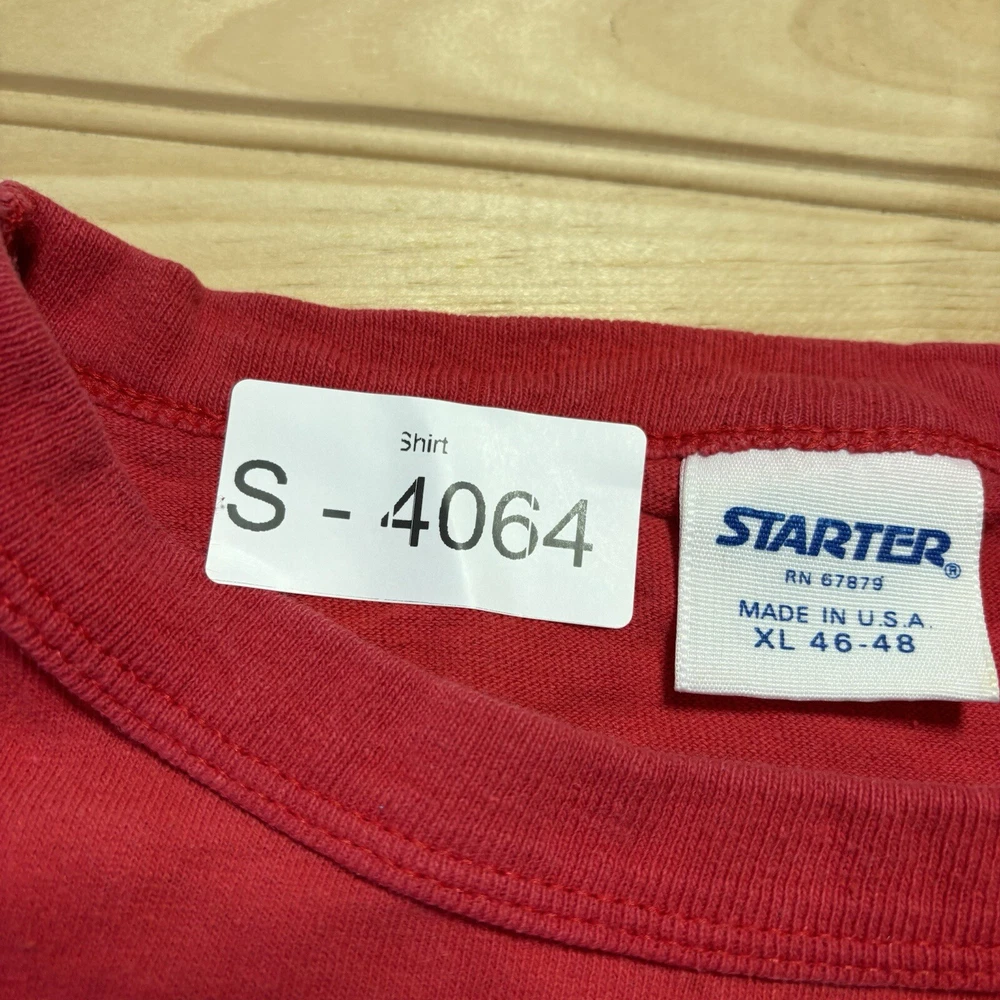 Shirt
S - 4064
STARTER®
RN 67879
MADE IN U.S.A.
XL 46-48